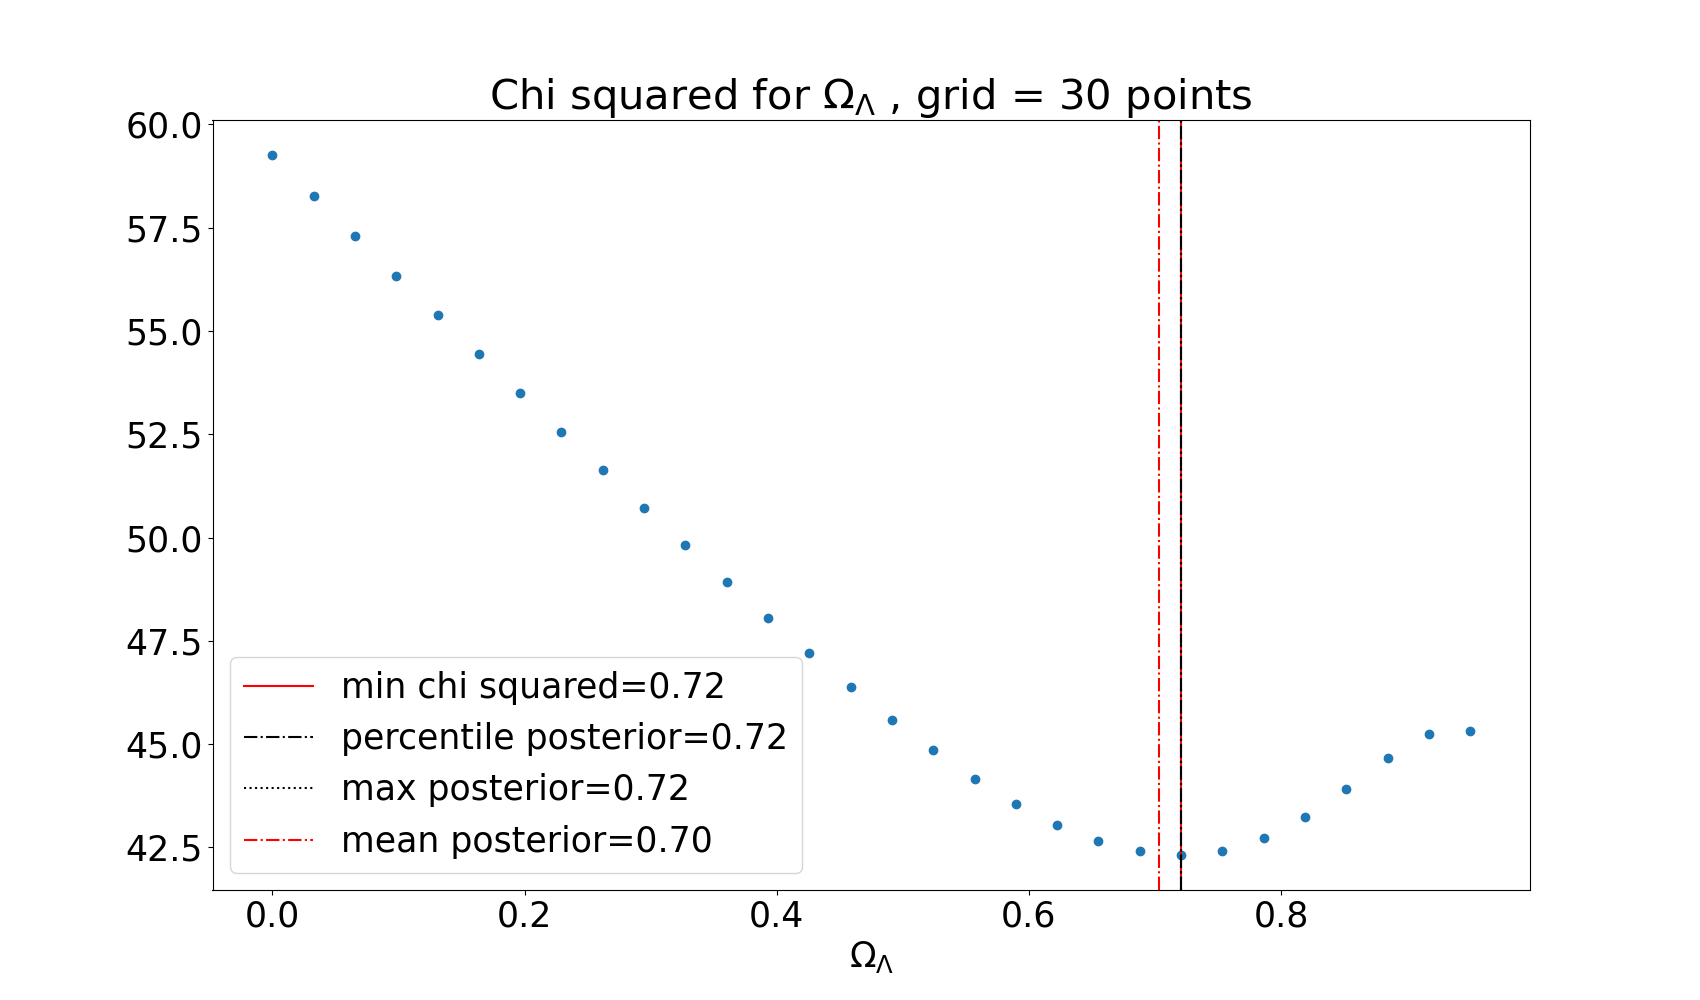 Chi squared for Ω_Λ , grid = 30 points
60.0
57.5
55.0
52.5
50.0
47.5
45.0
42.5
min chi squared=0.72
percentile posterior=0.72
max posterior=0.72
mean posterior=0.70
0.0 0.2 0.4 0.6 0.8
Ω_Λ